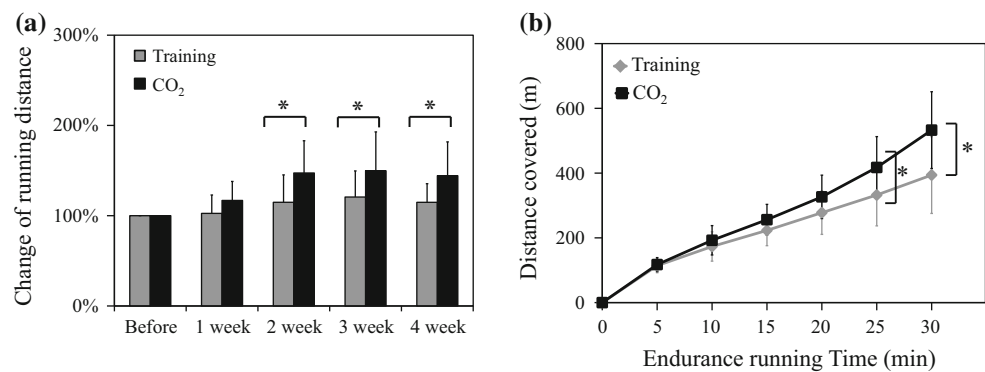 (a)
300%
200%
100%
0%
Change of running distance
Training
CO₂
*
*
*
Before 1 week 2 week 3 week 4 week
(b)
800
600
400
200
0
Distance covered (m)
Training
CO₂
*
*
0 5 10 15 20 25 30
Endurance running Time (min)